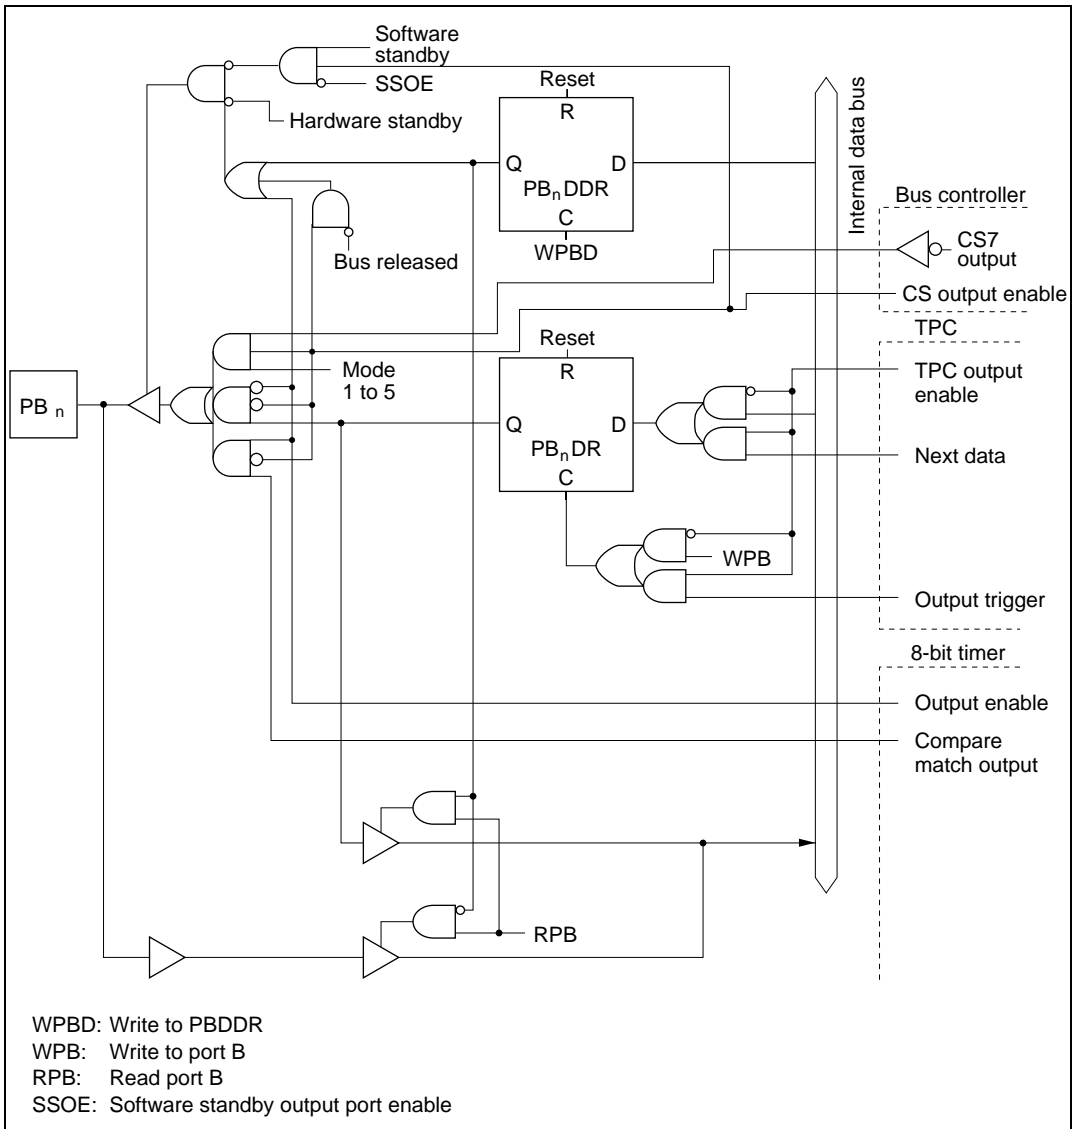 Software
standby
SSOE
Hardware standby
Reset
R
Q
D
PBnDDR
C
WPBD
Bus released
Internal data bus
Bus controller
CS7
output
CS output enable
TPC
Reset
R
Q
D
PBnDR
C
Mode
1 to 5
PB n
TPC output
enable
Next data
WPB
Output trigger
8-bit timer
Output enable
Compare
match output
RPB
WPBD: Write to PBDDR
WPB: Write to port B
RPB: Read port B
SSOE: Software standby output port enable